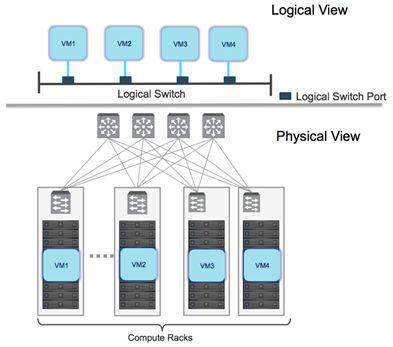 Logical View
VM1
VM2
VM3
VM4
Logical Switch
Logical Switch Port
Physical View
VM1
VM2
VM3
VM4
Compute Racks